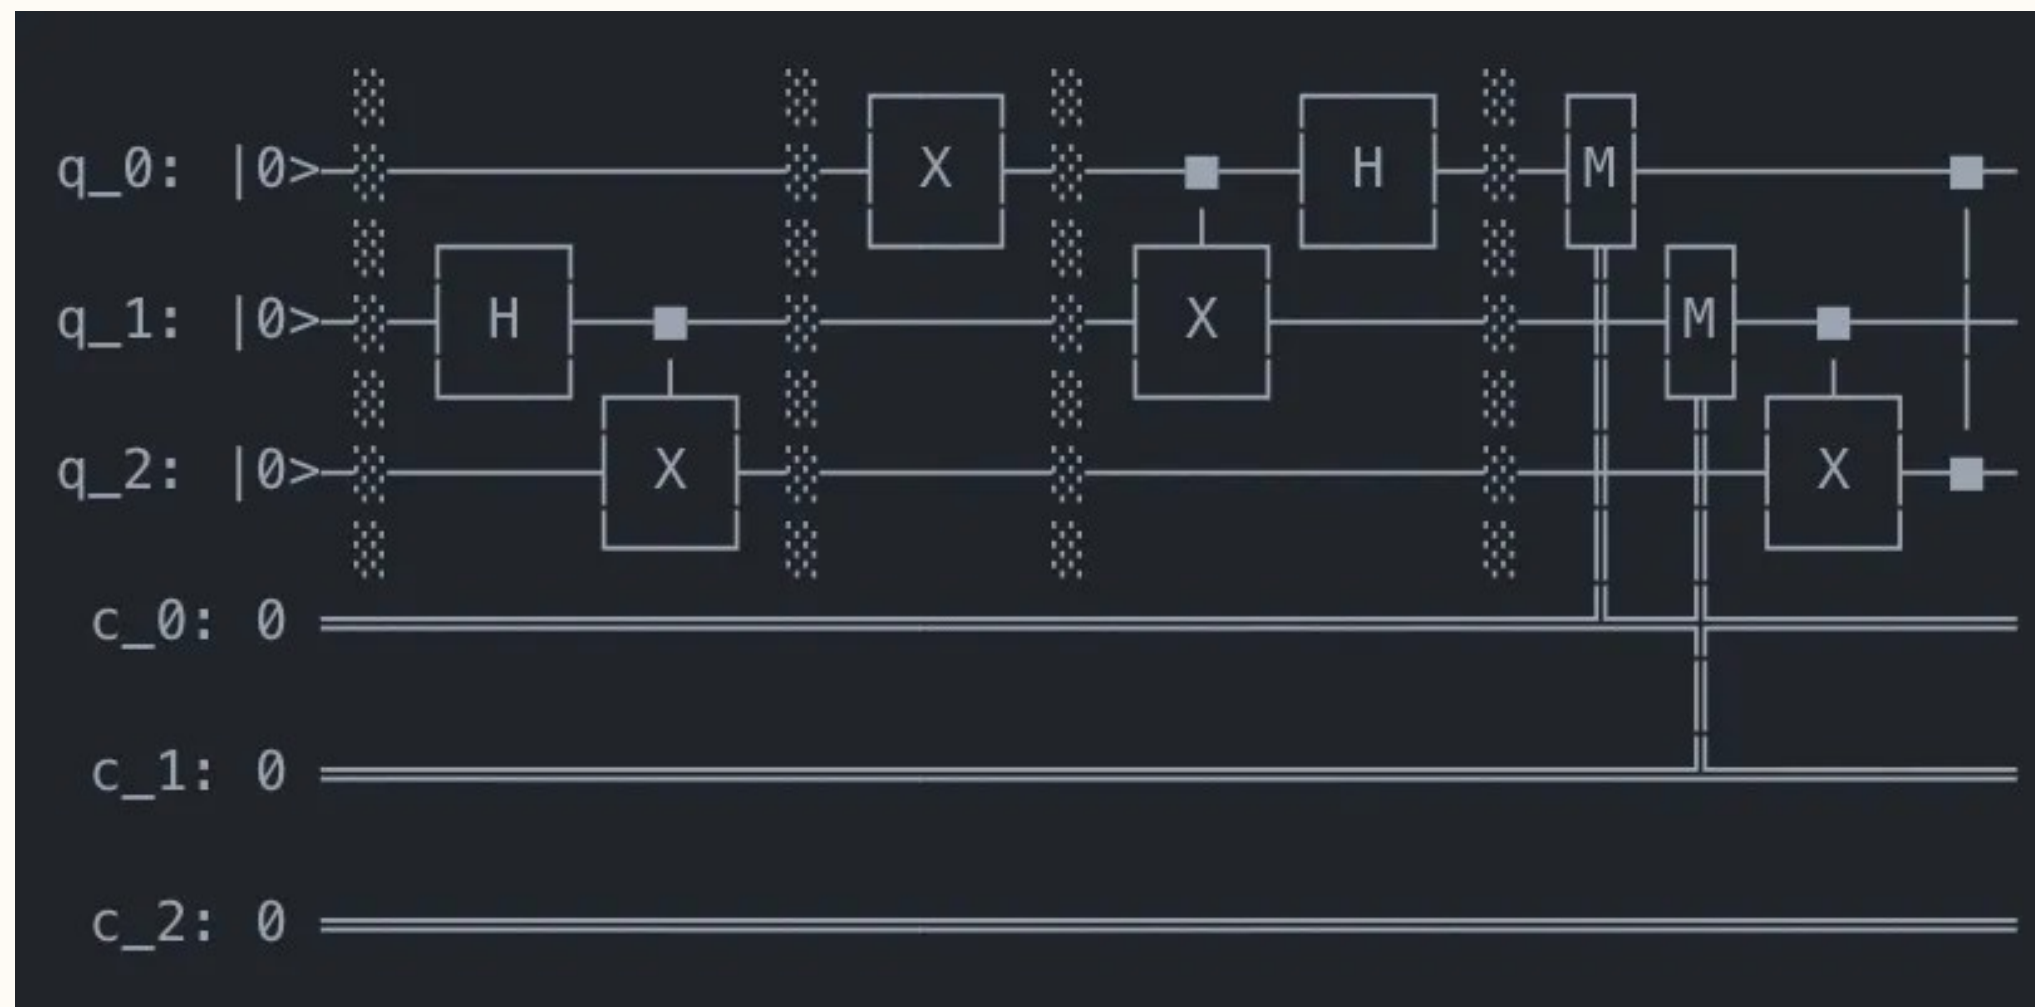 X H M
q_0: |0>
H X M
q_1: |0>
X X
q_2: |0>
c_0: 0
c_1: 0
c_2: 0